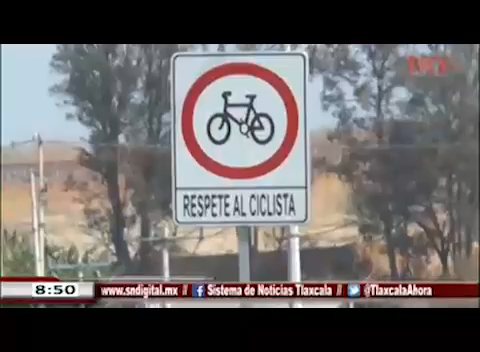 RESPETE AL CICLISTA
8:50 www.sndigital.mx // Sistema de Noticias Tlaxcala // @TlaxcalaAhora